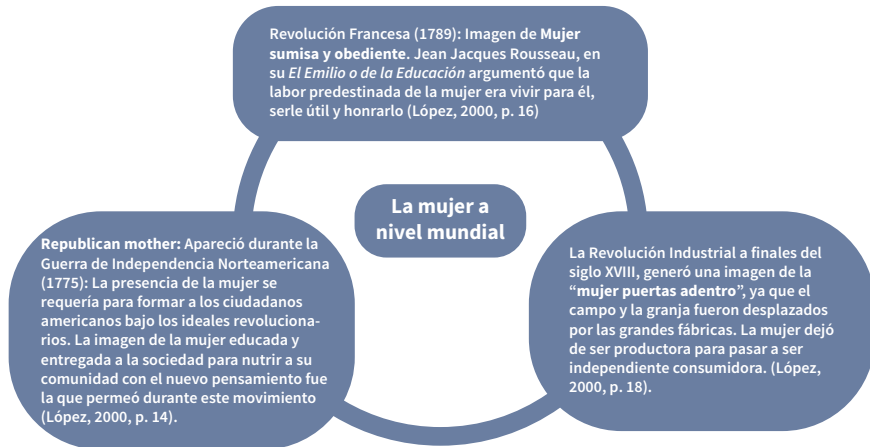 Revolución Francesa (1789): Imagen de Mujer
sumisa y obediente. Jean Jacques Rousseau, en
su El Emilio o de la Educación argumentó que la
labor predestinada de la mujer era vivir para él,
serle útil y honrarlo (López, 2000, p. 16)
La mujer a
nivel mundial
Republican mother: Apareció durante la
Guerra de Independencia Norteamericana
(1775): La presencia de la mujer se
requería para formar a los ciudadanos
americanos bajo los ideales revoluciona-
rios. La imagen de la mujer educada y
entregada a la sociedad para nutrir a su
comunidad con el nuevo pensamiento fue
la que permeó durante este movimiento
(López, 2000, p. 14).
La Revolución Industrial a finales del
siglo XVIII, generó una imagen de la
“mujer puertas adentro”, ya que el
campo y la granja fueron desplazados
por las grandes fábricas. La mujer dejó
de ser productora para pasar a ser
independiente consumidora. (López,
2000, p. 18).